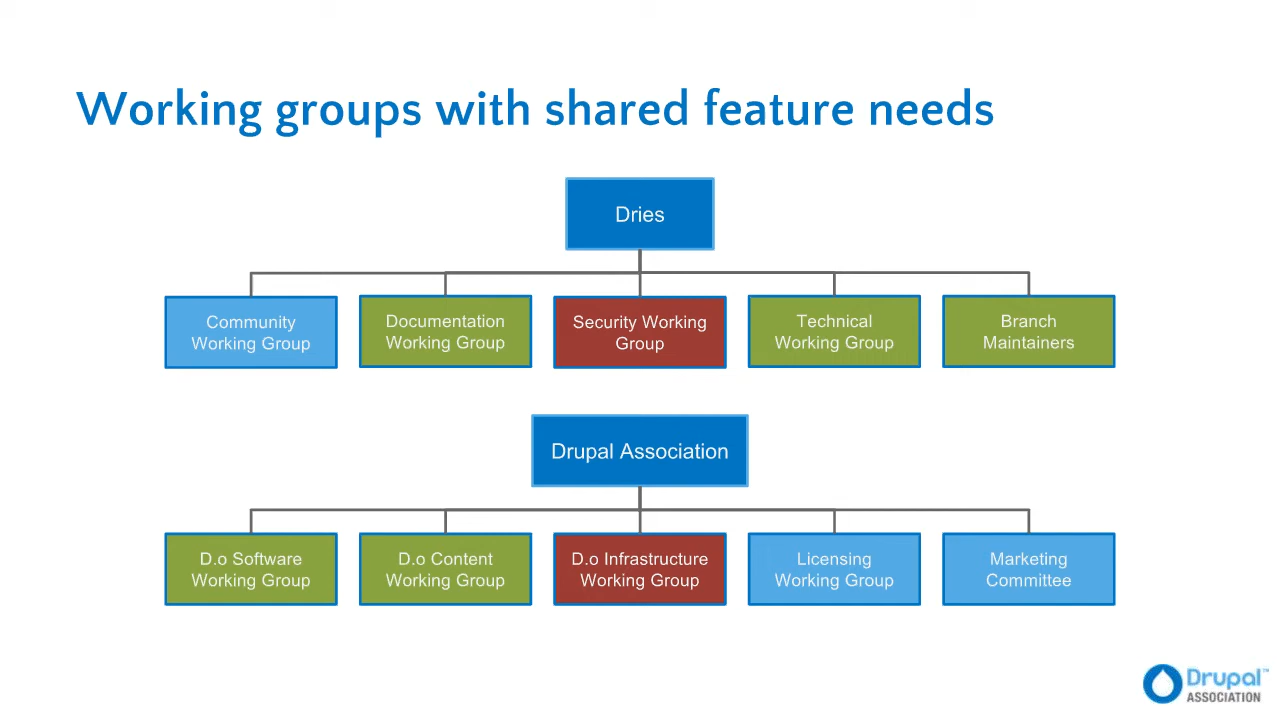 Working groups with shared feature needs
Dries
Community
Working Group
Documentation
Working Group
Security Working
Group
Technical
Working Group
Branch
Maintainers
Drupal Association
D.o Software
Working Group
D.o Content
Working Group
D.o Infrastructure
Working Group
Licensing
Working Group
Marketing
Committee
Drupal™
ASSOCIATION